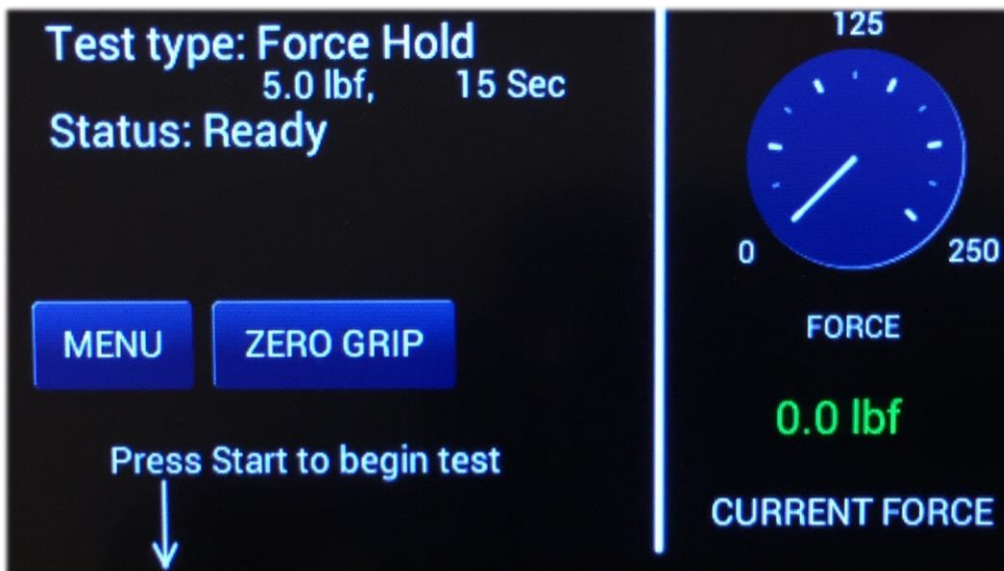 Test type: Force Hold
5.0 lbf, 15 Sec
Status: Ready
MENU
ZERO GRIP
Press Start to begin test
125
0
250
FORCE
0.0 lbf
CURRENT FORCE